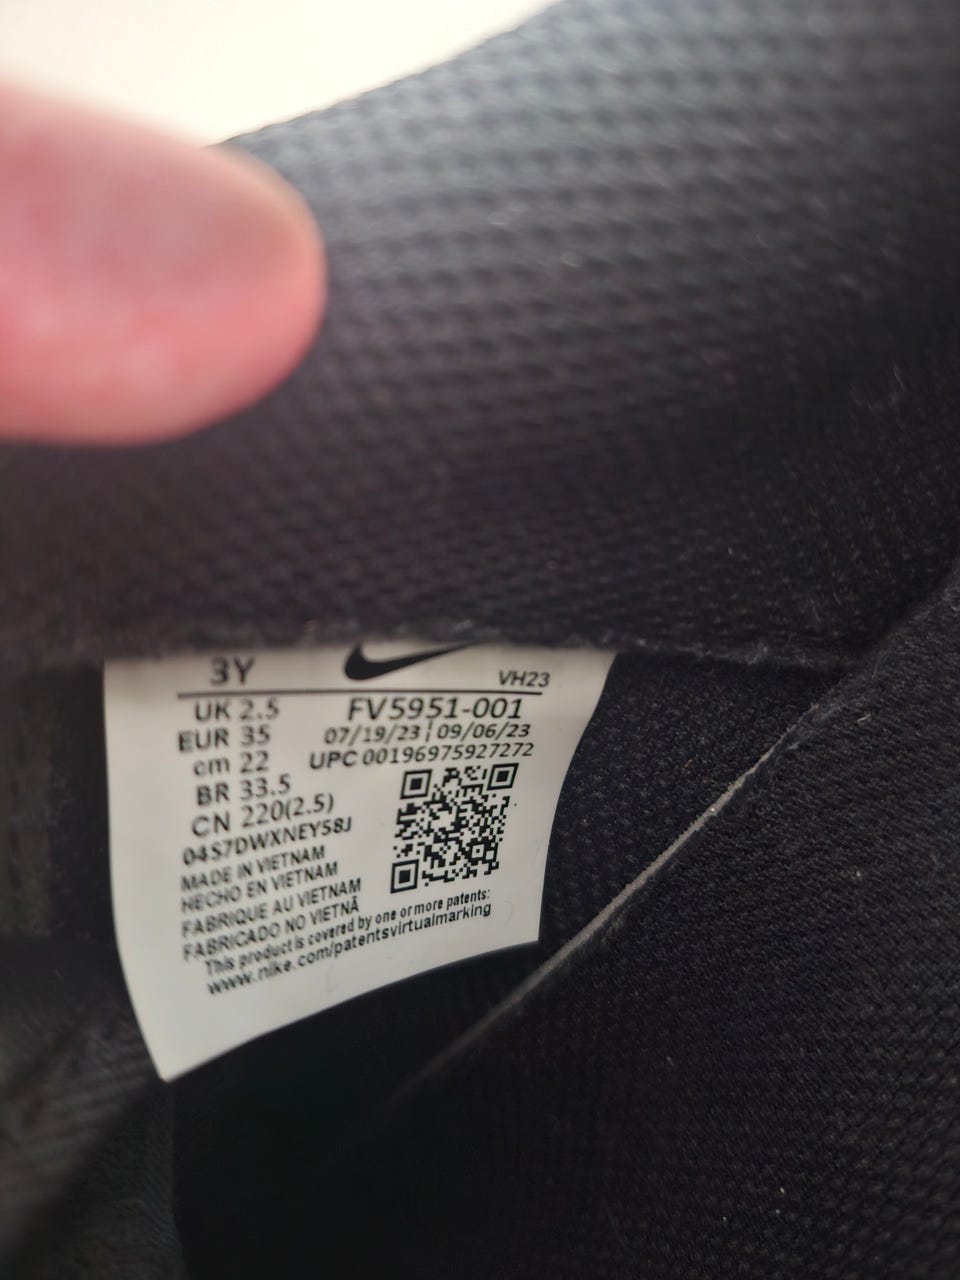 3Y
VH23
UK 2.5
EUR 35
cm 22
BR 33.5
CN 220(2.5)
FV5951-001
07/19/23 09/06/23
UPC 00196975927272
04S7DWXNEY58J
MADE IN VIETNAM
HECHO EN VIETNAM
FABRIQUE AU VIETNAM
FABRICADO NO VIETNÃ
This product is covered by one or more patents:
www.nike.com/patentsvirtualmarking